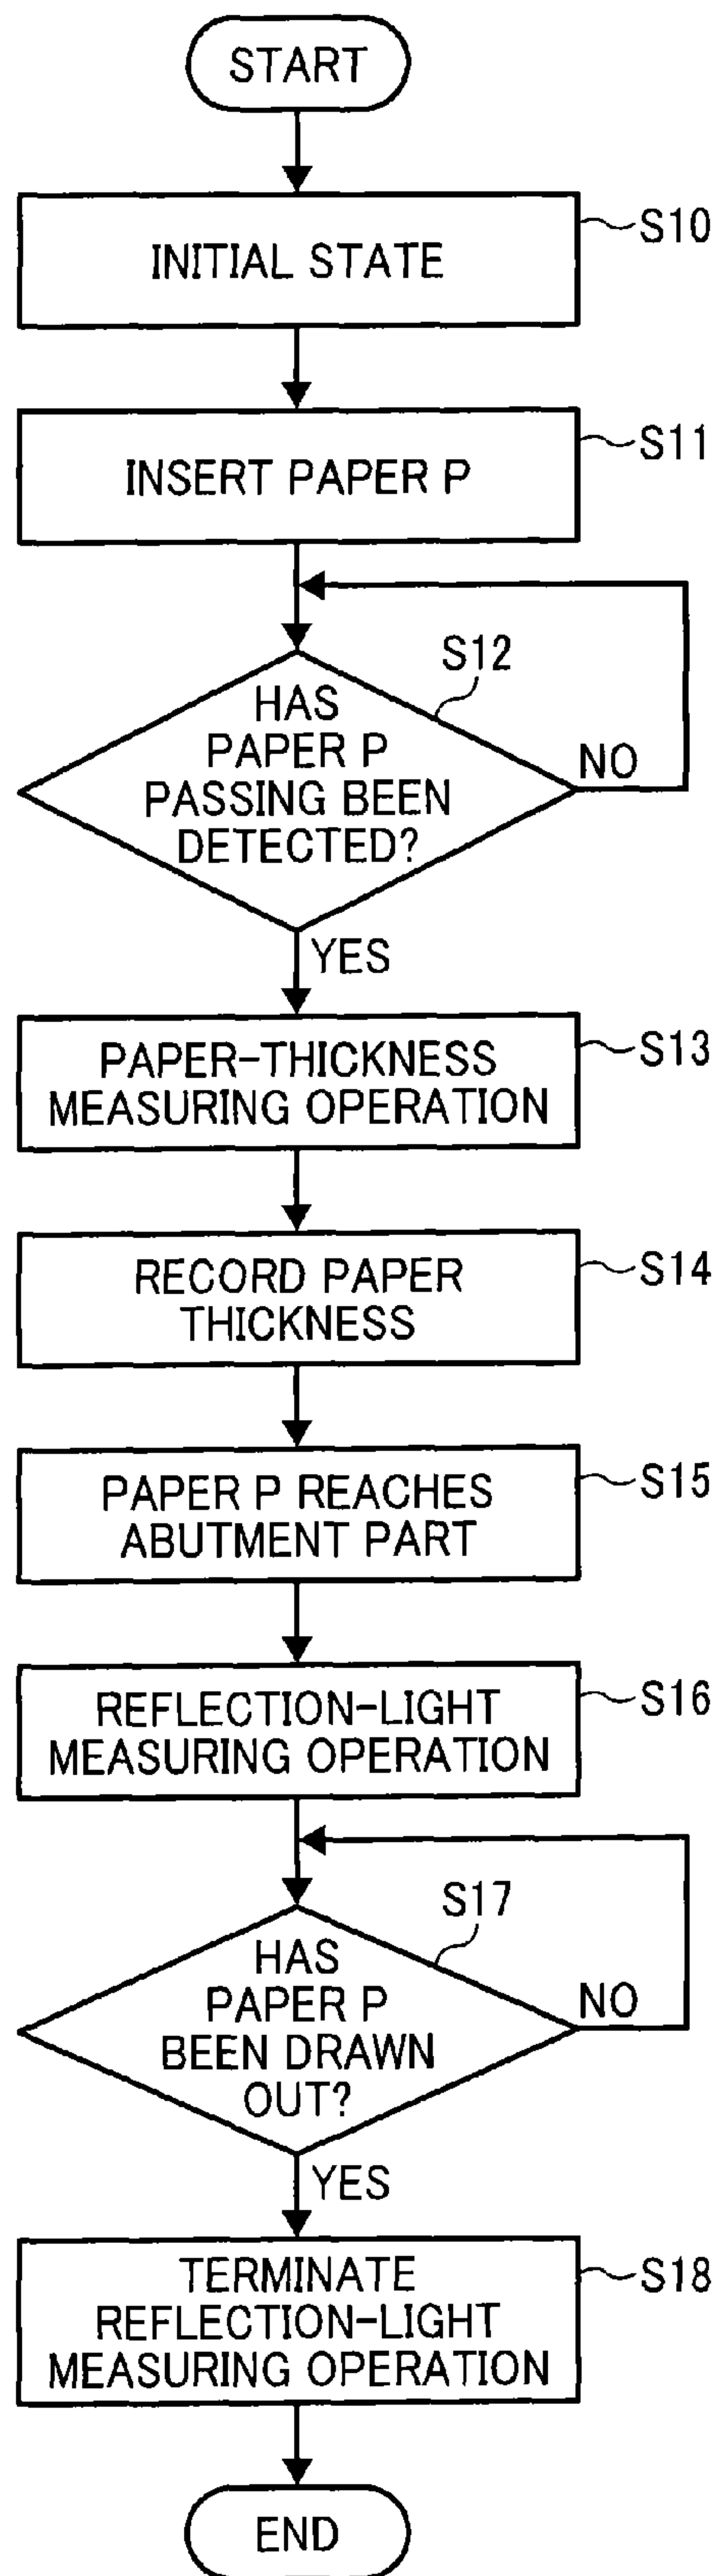 START
INITIAL STATE
S10
INSERT PAPER P
S11
S12
HAS
PAPER P
PASSING BEEN
DETECTED?
NO
YES
PAPER-THICKNESS
MEASURING OPERATION
S13
RECORD PAPER
THICKNESS
S14
PAPER P REACHES
ABUTMENT PART
S15
REFLECTION-LIGHT
MEASURING OPERATION
S16
S17
HAS
PAPER P
BEEN DRAWN
OUT?
NO
YES
TERMINATE
REFLECTION-LIGHT
MEASURING OPERATION
S18
END